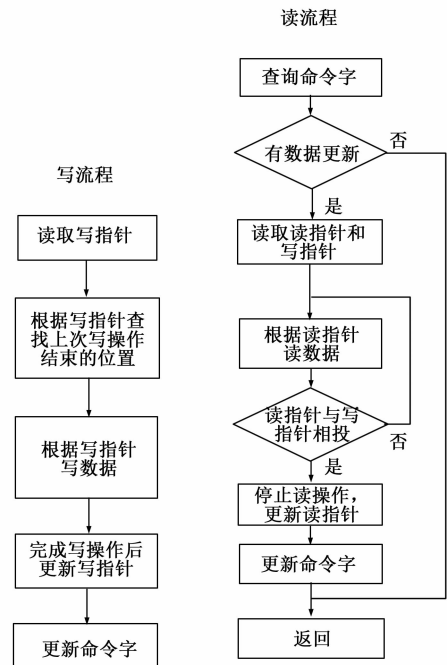 写流程
读取写指针
根据写指针查
找上次写操作
结束的位置
根据写指针
写数据
完成写操作后
更新写指针
更新命令字
读流程
查询命令字
有数据更新
否
是
读取读指针和
写指针
根据读指针
读数据
读指针与写
指针相投
否
是
停止读操作，
更新读指针
更新命令字
返回